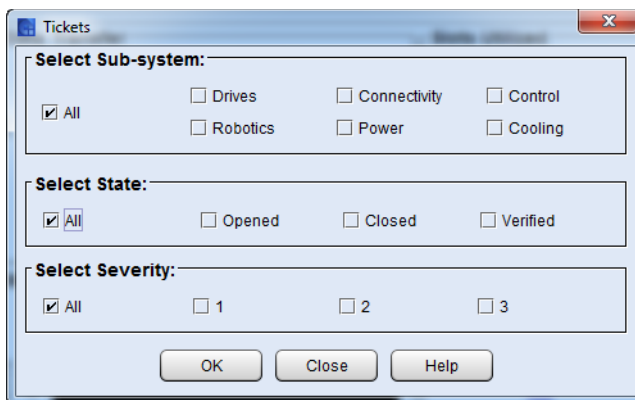 Tickets
Select Sub-system:
All
Drives
Connectivity
Control
Robotics
Power
Cooling
Select State:
All
Opened
Closed
Verified
Select Severity:
All
1
2
3
OK
Close
Help